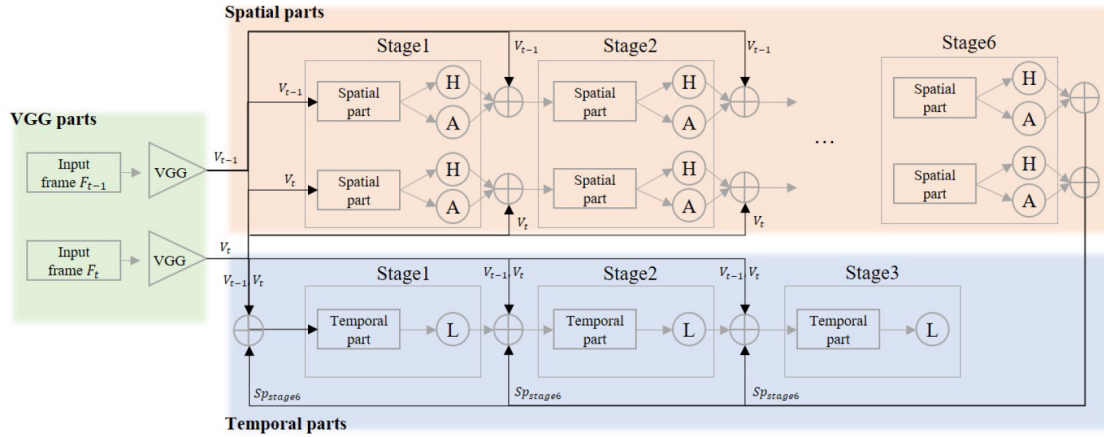 Spatial parts
Stage1
V_{t-1}
Stage2
V_{t-1}
Stage6
V_{t-1}
Spatial
part
H
A
Spatial
part
H
A
Spatial
part
H
A
VGG parts
Input
frame F_{t-1}
VGG
V_{t-1}
...
V_t
Spatial
part
H
A
Spatial
part
H
A
Spatial
part
H
A
V_t
V_t
Input
frame F_t
VGG
V_t
V_{t-1}, V_t
Stage1
V_{t-1}, V_t
Stage2
V_{t-1}, V_t
Stage3
Temporal
part
L
Temporal
part
L
Temporal
part
L
Sp_{stage6}
Sp_{stage6}
Sp_{stage6}
Temporal parts